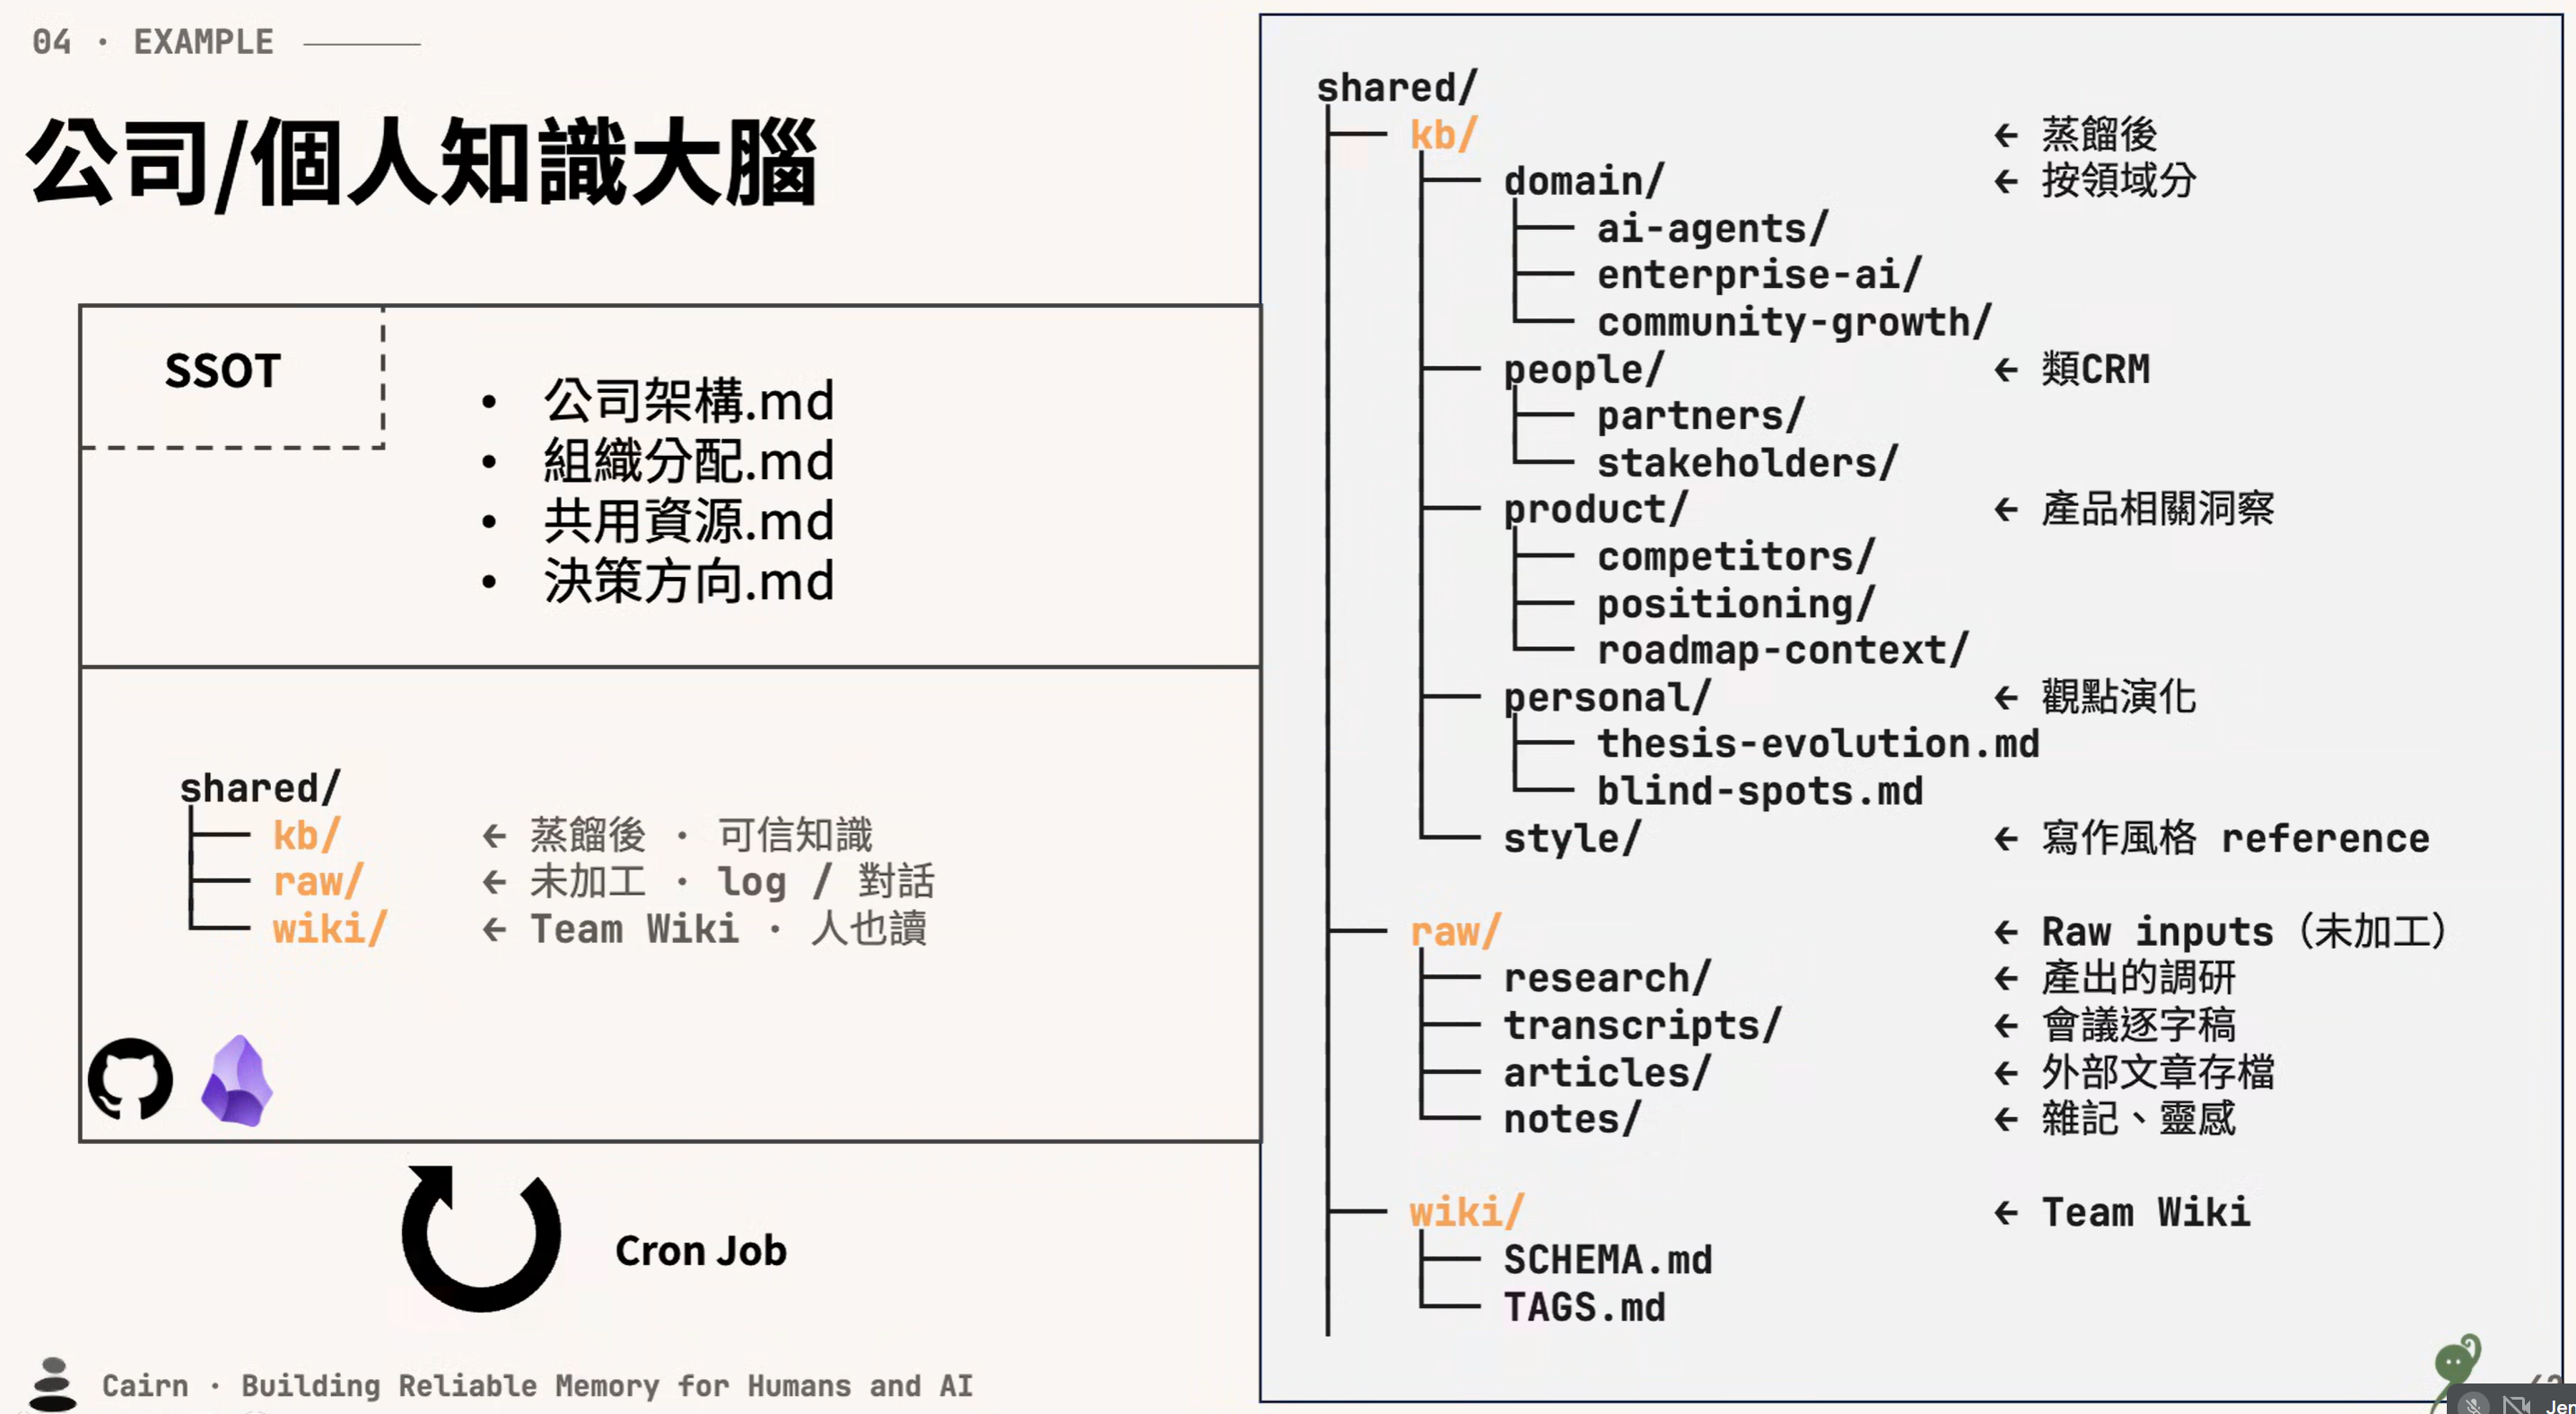 04 · EXAMPLE
公司/個人知識大腦
SSOT
• 公司架構.md
• 組織分配.md
• 共用資源.md
• 決策方向.md
shared/
kb/ ← 蒸餾後 · 可信知識
raw/ ← 未加工 · log / 對話
wiki/ ← Team Wiki · 人也讀
Cron Job
Cairn · Building Reliable Memory for Humans and AI
shared/
kb/ ← 蒸餾後
domain/ ← 按領域分
ai-agents/
enterprise-ai/
community-growth/
people/ ← 類CRM
partners/
stakeholders/
product/ ← 產品相關洞察
competitors/
positioning/
roadmap-context/
personal/ ← 觀點演化
thesis-evolution.md
blind-spots.md
style/ ← 寫作風格 reference
raw/ ← Raw inputs（未加工）
research/ ← 產出的調研
transcripts/ ← 會議逐字稿
articles/ ← 外部文章存檔
notes/ ← 雜記、靈感
wiki/ ← Team Wiki
SCHEMA.md
TAGS.md